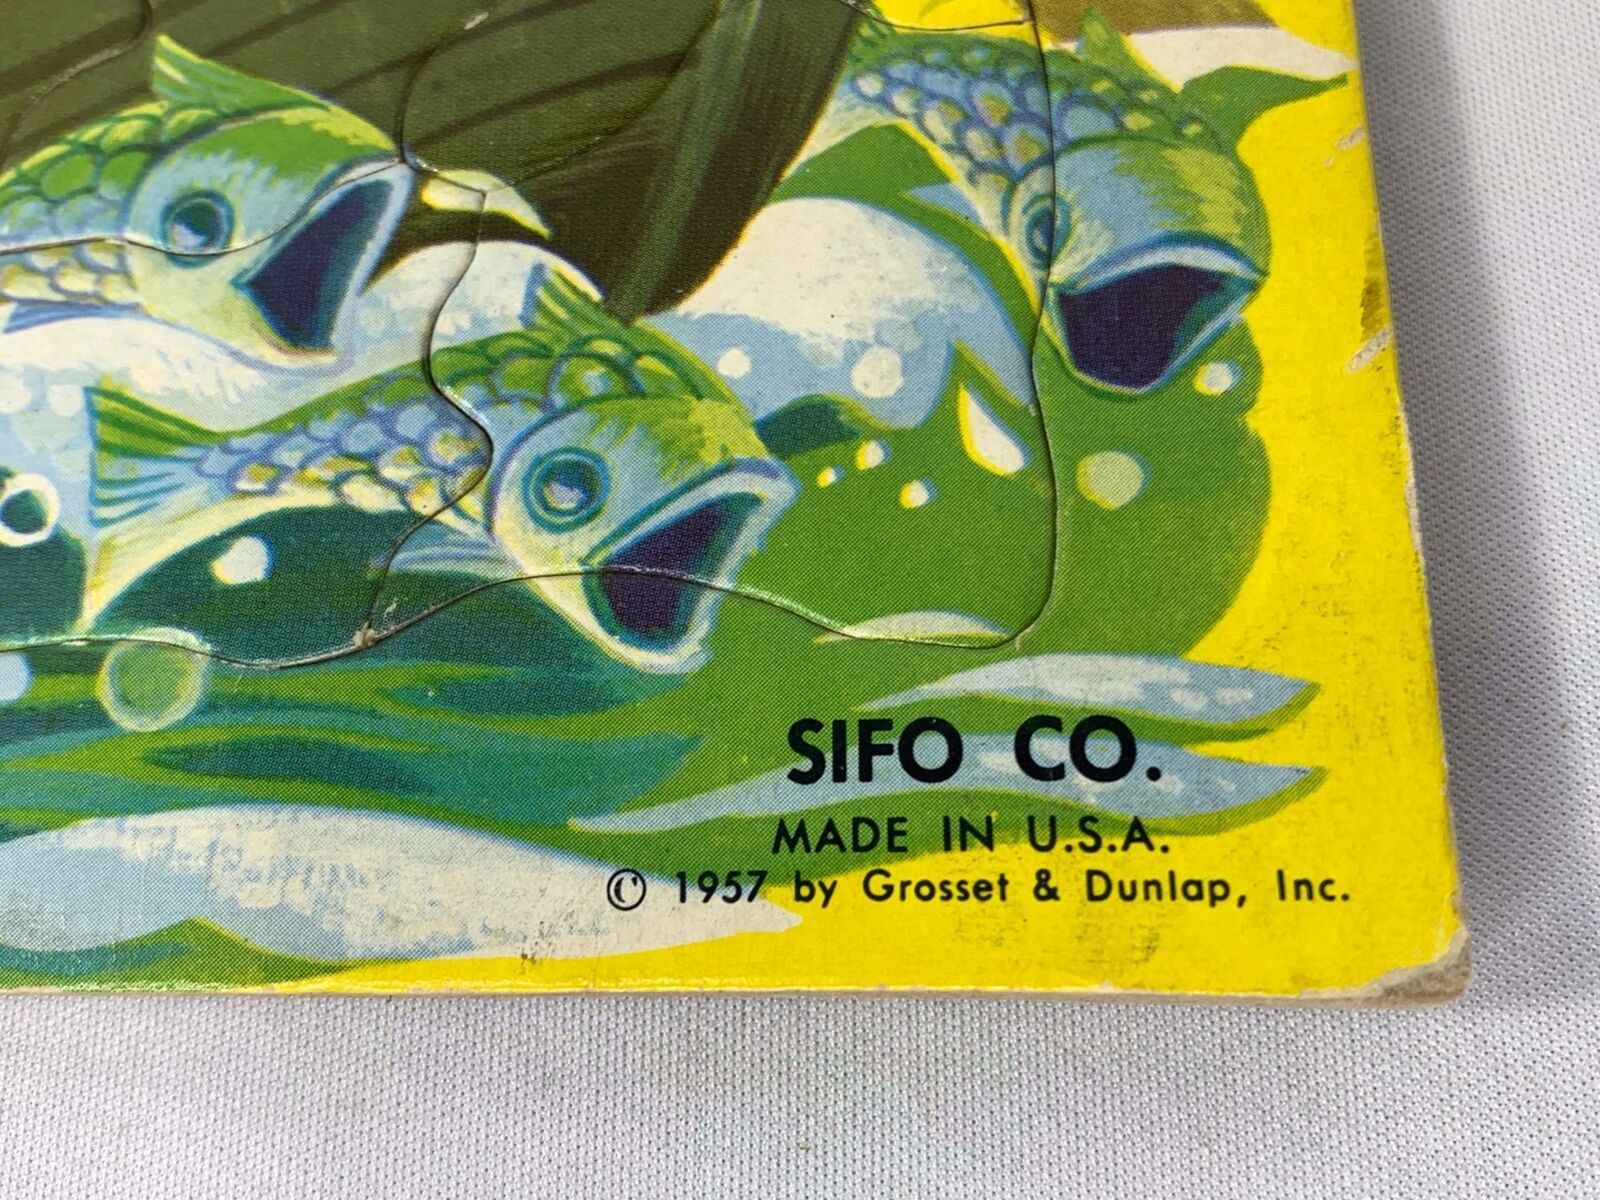 SIFO CO.
MADE IN U.S.A.
© 1957 by Grosset & Dunlap, Inc.